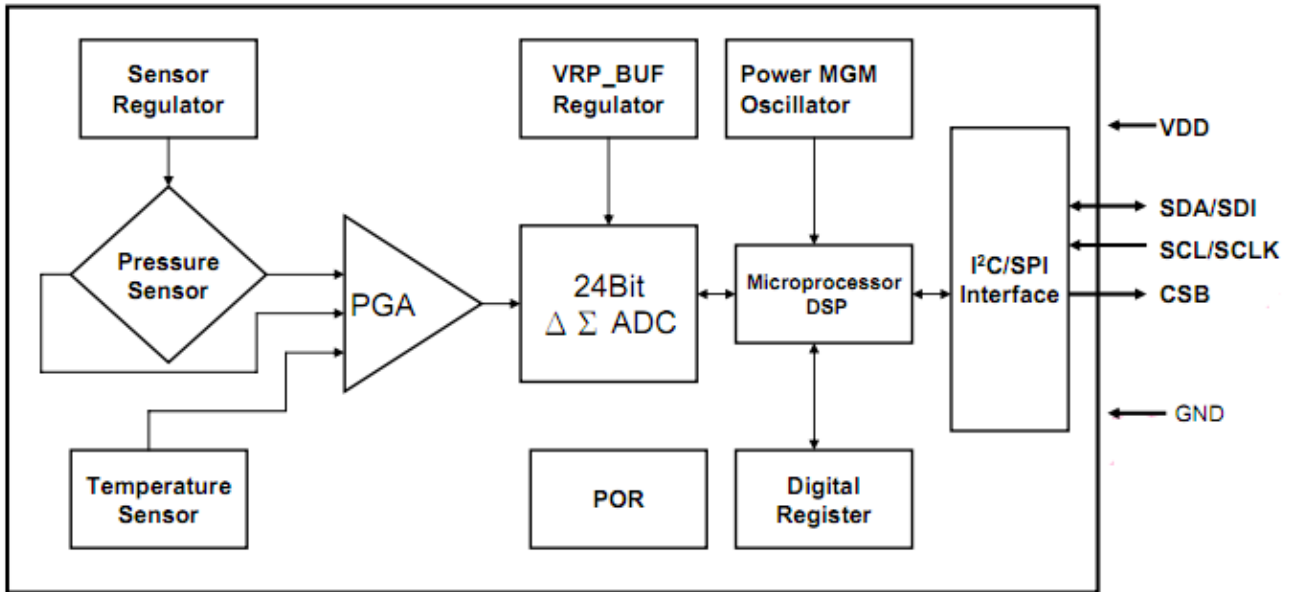 Sensor
Regulator
VRP_BUF
Regulator
Power MGM
Oscillator
VDD
Pressure
Sensor
PGA
24Bit
Δ Σ ADC
Microprocessor
DSP
I²C/SPI
Interface
SDA/SDI
SCL/SCLK
CSB
GND
Temperature
Sensor
POR
Digital
Register